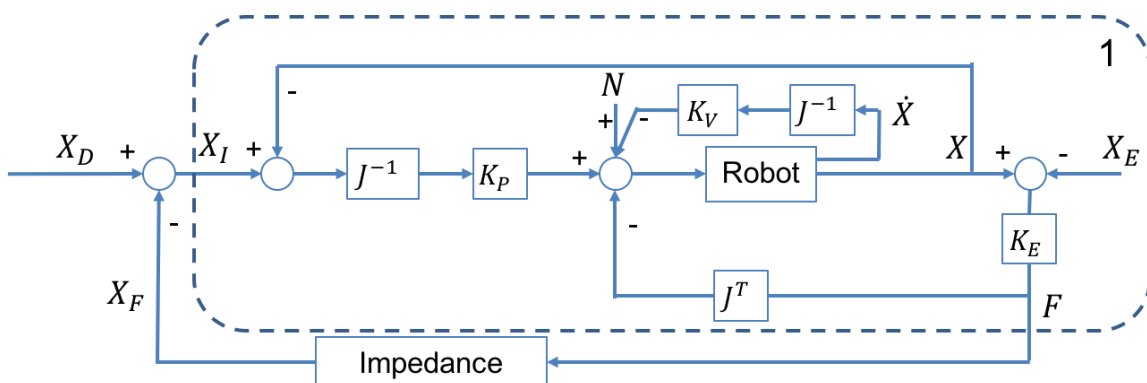 1
-
N
K_V
J^{-1}
Ẋ
+
-
X_D
+
X_I
+
J^{-1}
K_P
+
Robot
X
+
-
X_E
-
-
K_E
X_F
J^T
F
Impedance